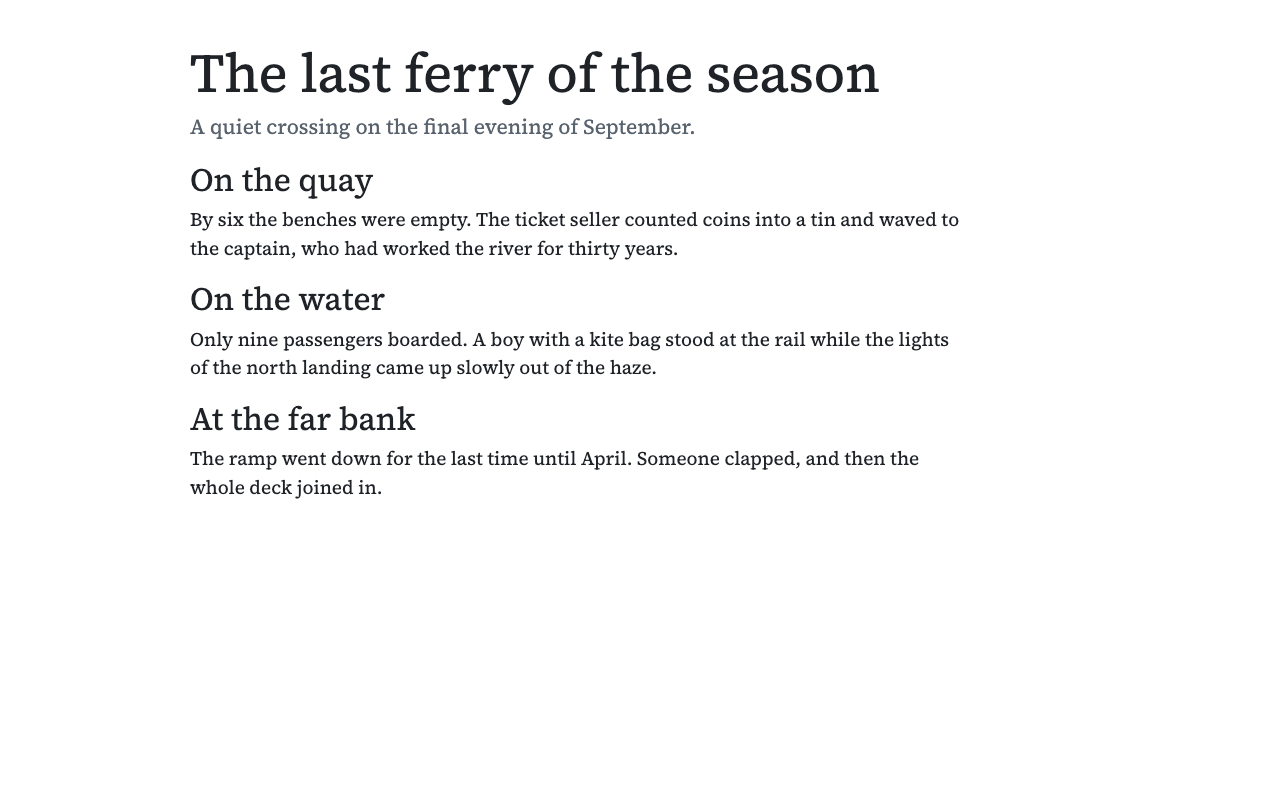 The last ferry of the season
A quiet crossing on the final evening of September.
On the quay
By six the benches were empty. The ticket seller counted coins into a tin and waved to
the captain, who had worked the river for thirty years.
On the water
Only nine passengers boarded. A boy with a kite bag stood at the rail while the lights
of the north landing came up slowly out of the haze.
At the far bank
The ramp went down for the last time until April. Someone clapped, and then the
whole deck joined in.